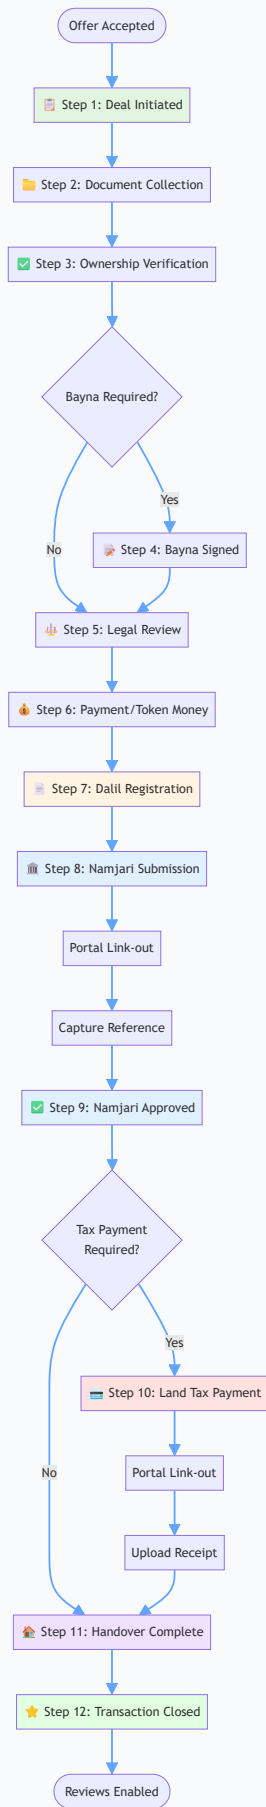 Offer Accepted
📋 Step 1: Deal Initiated
📁 Step 2: Document Collection
✅ Step 3: Ownership Verification
Bayna Required?
Yes
No
📝 Step 4: Bayna Signed
⚖️ Step 5: Legal Review
💰 Step 6: Payment/Token Money
📄 Step 7: Dalil Registration
🏛️ Step 8: Namjari Submission
Portal Link-out
Capture Reference
✅ Step 9: Namjari Approved
Tax Payment
Required?
Yes
💳 Step 10: Land Tax Payment
No
Portal Link-out
Upload Receipt
🏠 Step 11: Handover Complete
⭐ Step 12: Transaction Closed
Reviews Enabled